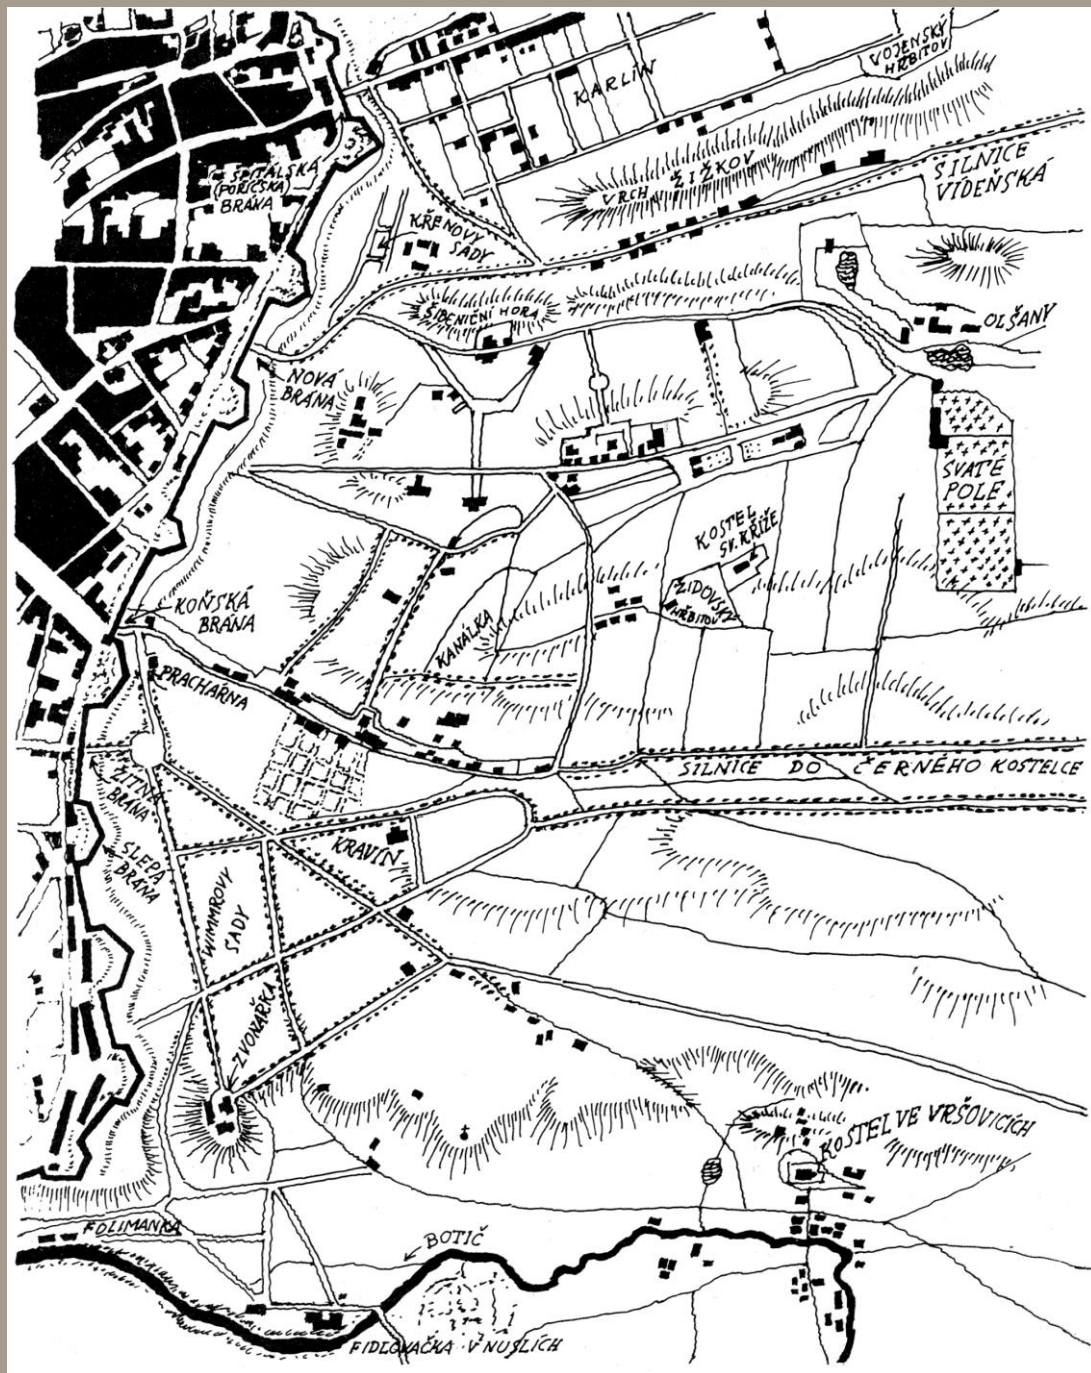 VOJENSKÝ
HŘBITOV
KARLÍN
ŠPITÁLSKÁ
(POŘÍČSKÁ
BRÁNA
VRCH ŽIŽKOV
SILNICE
VÍDEŇSKÁ
KŘENOVY
SADY
ŠIBENIČNÍ HORA
OLŠANY
NOVÁ
BRÁNA
SVATÉ
POLE
KOSTEL
SV. KŘÍŽE
KOŇSKÁ
BRÁNA
ŽIDOVSKÝ
HŘBITOV
KANÁLKA
PRACHÁRNA
SILNICE DO ČERNÉHO KOSTELCE
ŽITNÁ
BRÁNA
SLEPÁ
BRÁNA
KRAVÍN
WIMMROVY
SADY
ZVONAŘKA
KOSTEL VE VRŠOVICÍCH
FOLIMANKA
BOTIČ
FIDLOVAČKA V NUSLÍCH